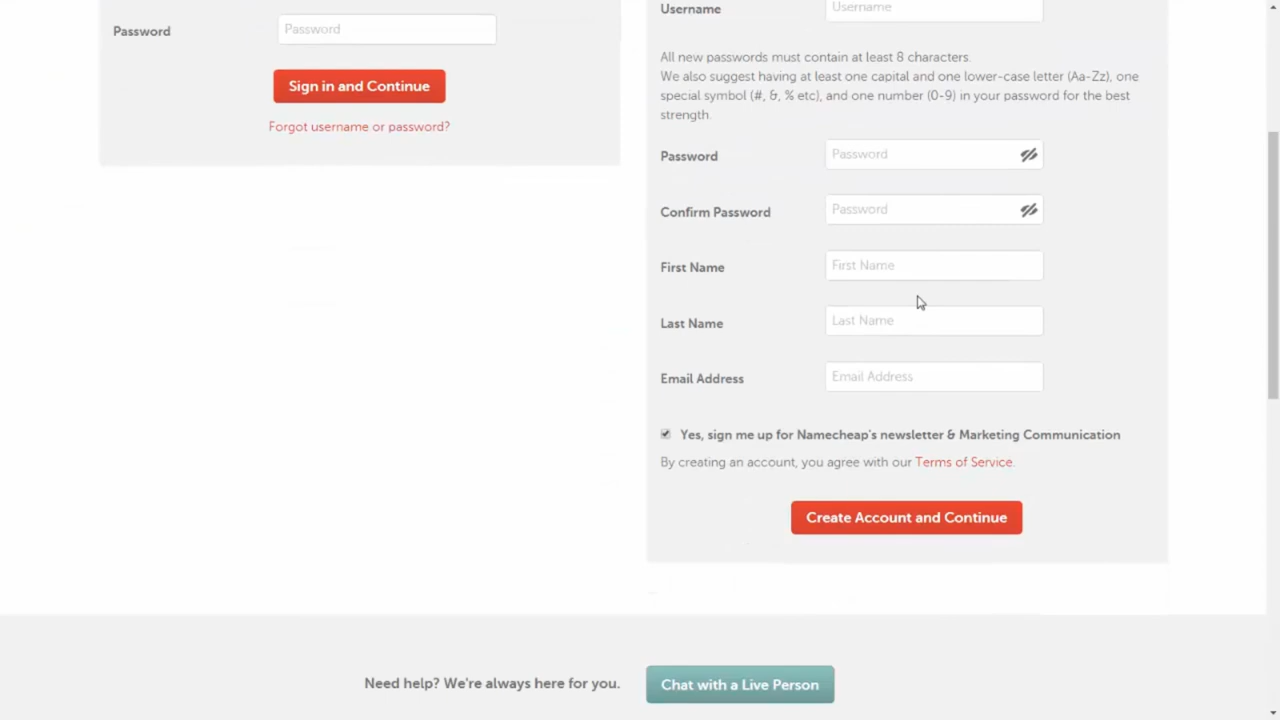 Password
Password
Sign in and Continue
Forgot username or password?
Username
Username
All new passwords must contain at least 8 characters.
We also suggest having at least one capital and one lower-case letter (Aa-Zz), one
special symbol (#, &, % etc), and one number (0-9) in your password for the best
strength.
Password
Password
Confirm Password
Password
First Name
First Name
Last Name
Last Name
Email Address
Email Address
Yes, sign me up for Namecheap's newsletter & Marketing Communication
By creating an account, you agree with our Terms of Service.
Create Account and Continue
Need help? We're always here for you.
Chat with a Live Person